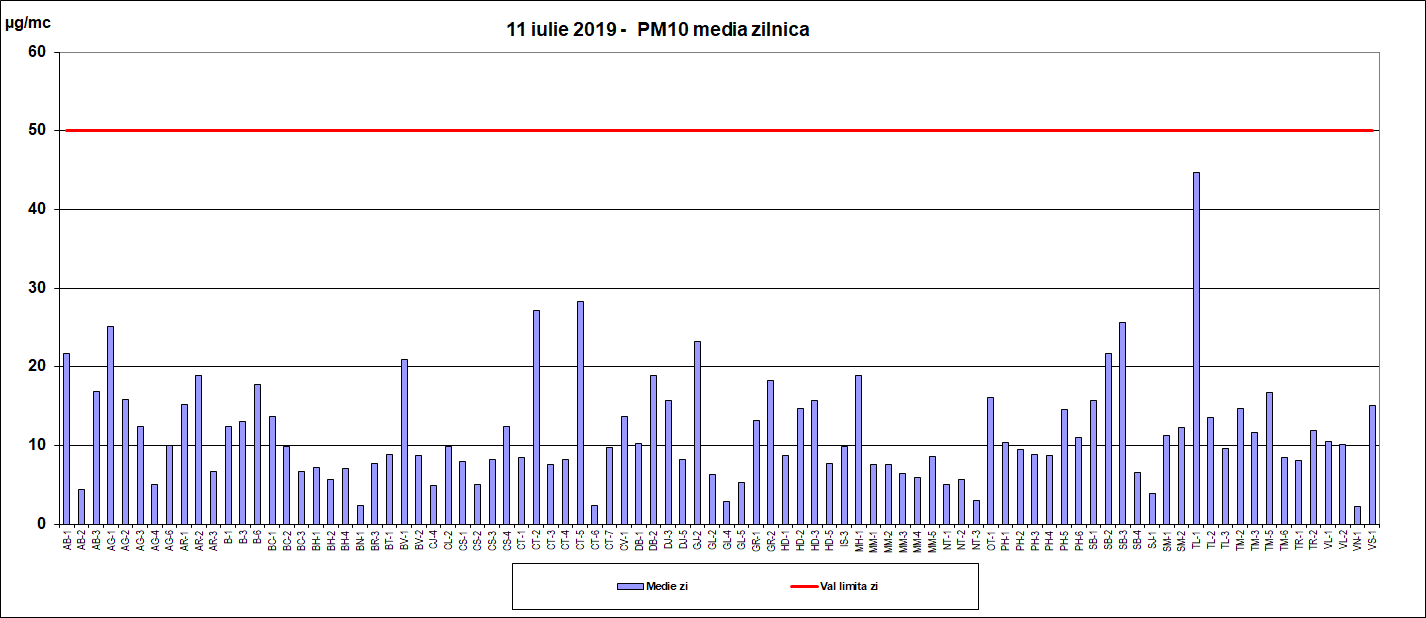 µg/mc
11 iulie 2019 - PM10 media zilnica
60
50
40
30
20
10
0
AB-1
AB-2
AB-3
AG-1
AG-2
AG-3
AG-4
AG-6
AR-1
AR-2
AR-3
B-1
B-3
B-6
BC-1
BC-2
BC-3
BH-1
BH-2
BH-4
BN-1
BR-3
BT-1
BV-1
BV-2
CJ-4
CL-2
CS-1
CS-2
CS-3
CS-4
CT-1
CT-2
CT-3
CT-4
CT-5
CT-6
CT-7
CV-1
DB-1
DB-2
DJ-3
DJ-5
GJ-2
GL-2
GL-4
GL-5
GR-1
GR-2
HD-1
HD-2
HD-3
HD-5
IS-3
MH-1
MM-1
MM-2
MM-3
MM-4
MM-5
NT-1
NT-2
NT-3
OT-1
PH-1
PH-2
PH-3
PH-4
PH-5
PH-6
SB-1
SB-2
SB-3
SB-4
SJ-1
SM-1
SM-2
TL-1
TL-2
TL-3
TM-2
TM-4
TM-5
TM-6
TR-1
TR-2
VL-1
VL-2
VN-1
VS-1
Medie zi
Val limita zi